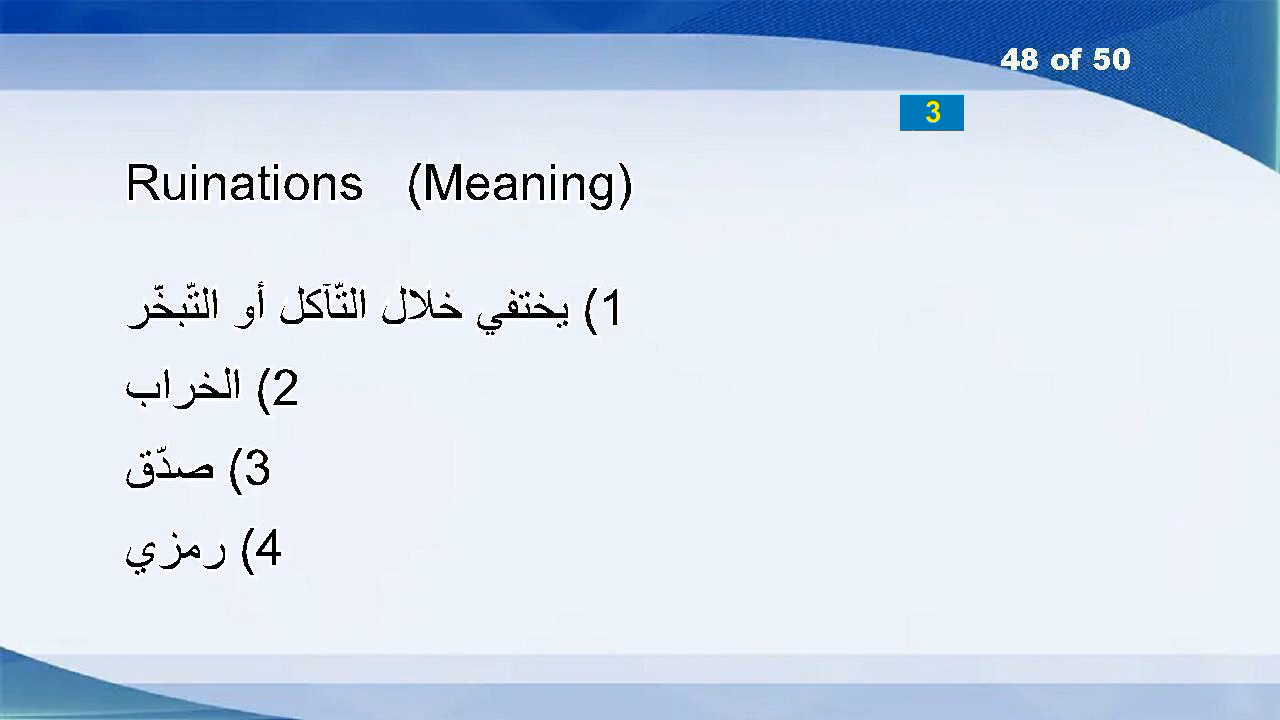 48 of 50
3
Ruinations (Meaning)
1) يختفي خلال التّآكل أو التّبخّر
2) الخراب
3) صدّق
4) رمزي